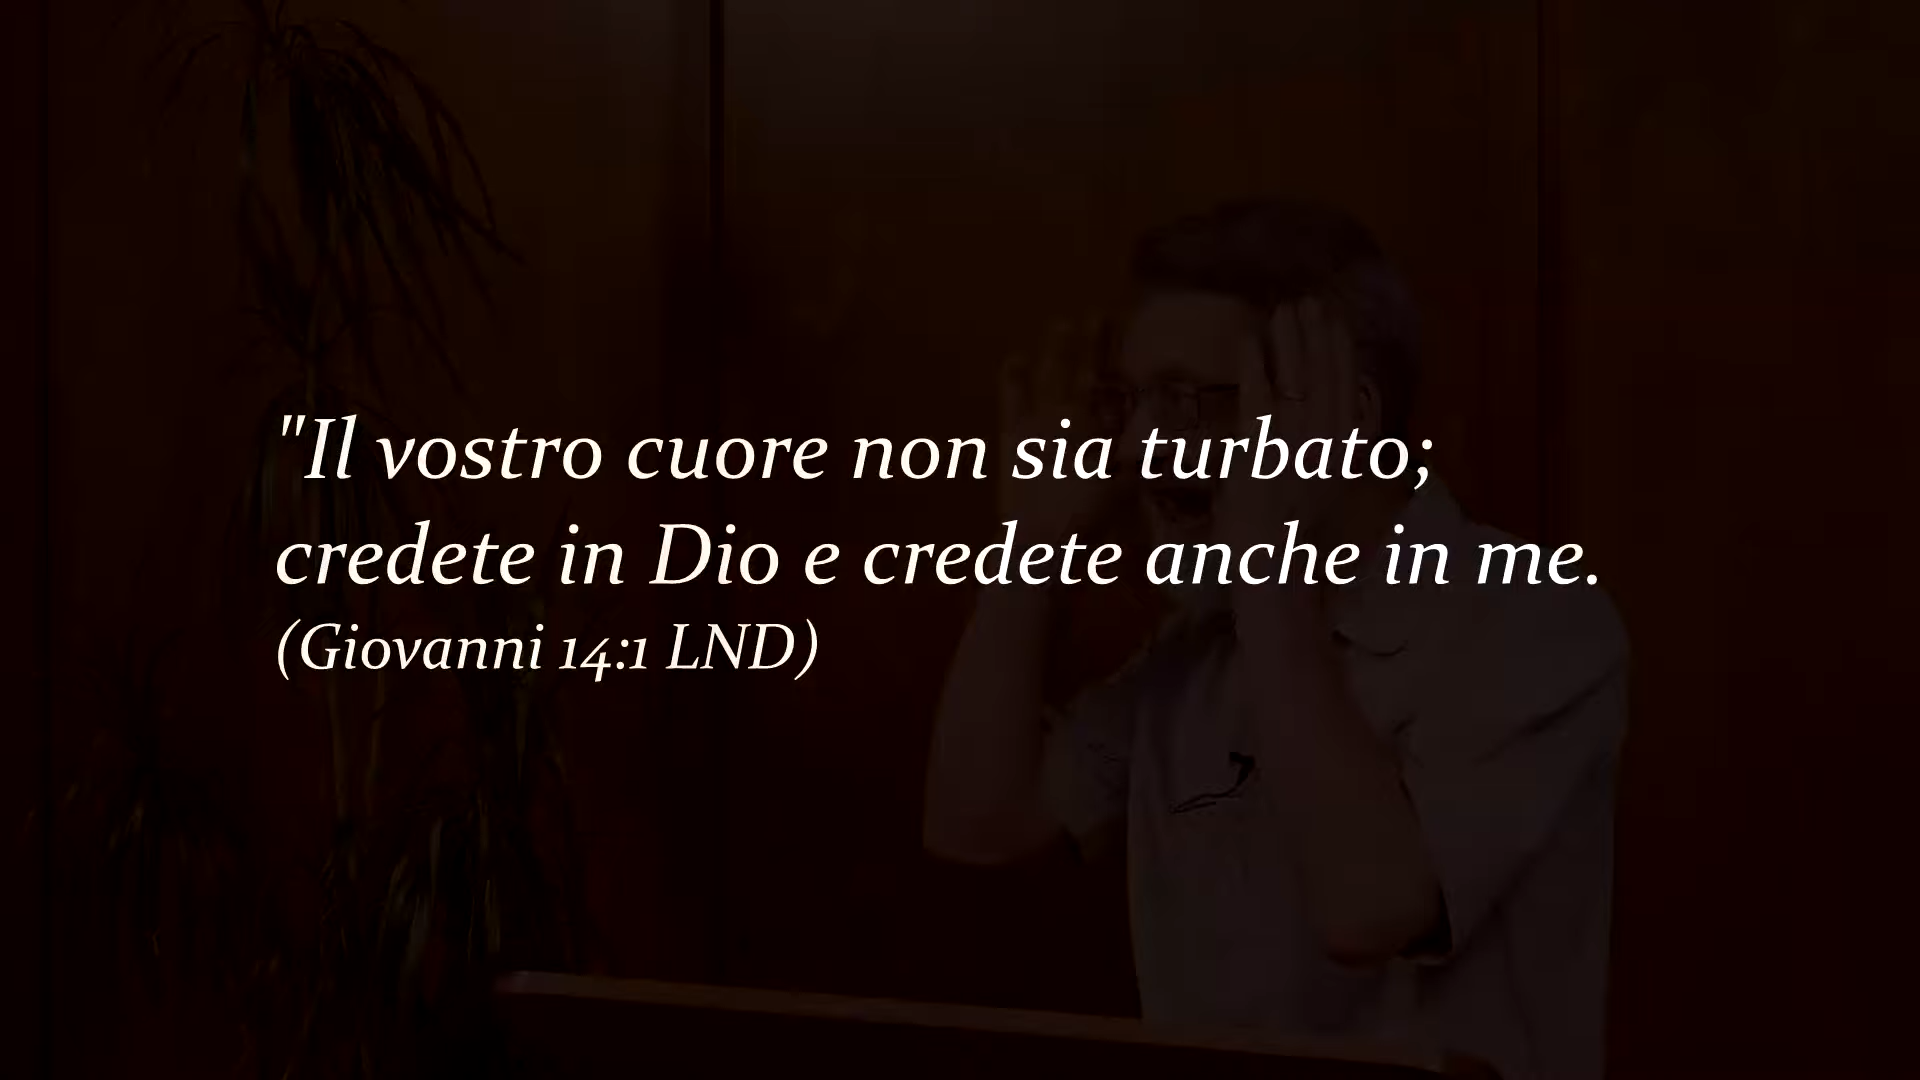 "Il vostro cuore non sia turbato;
credete in Dio e credete anche in me.
(Giovanni 14:1 LND)